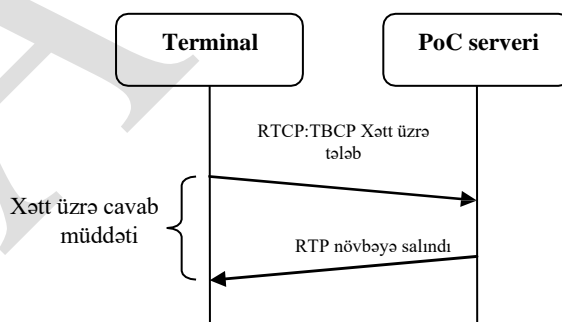 Terminal
PoC serveri
RTCP:TBCP Xətt üzrə
tələb
Xətt üzrə cavab
müddəti
RTP növbəyə salındı